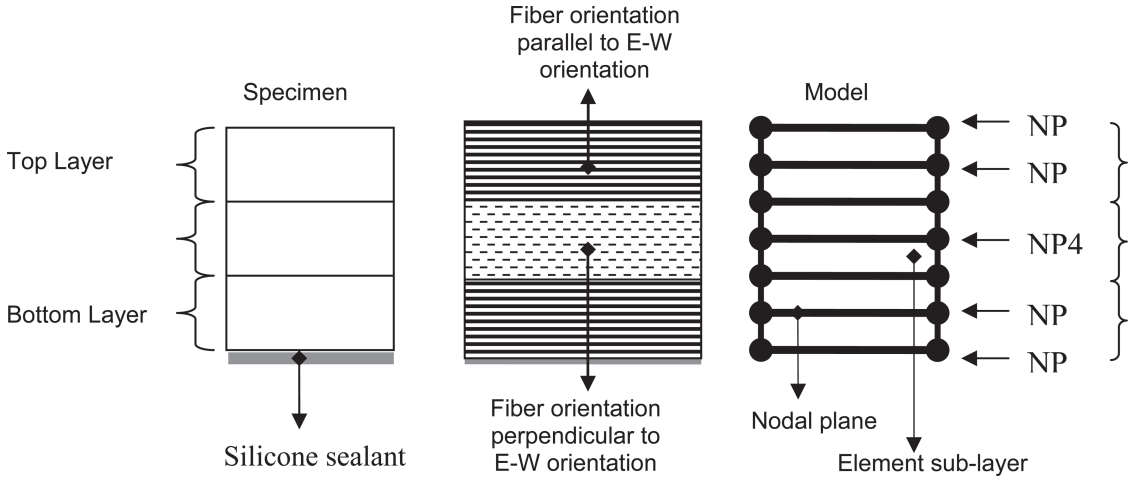 Fiber orientation
parallel to E-W
orientation
Specimen
Model
Top Layer
Bottom Layer
NP
NP
NP4
NP
NP
Silicone sealant
Fiber orientation
perpendicular to
E-W orientation
Nodal plane
Element sub-layer